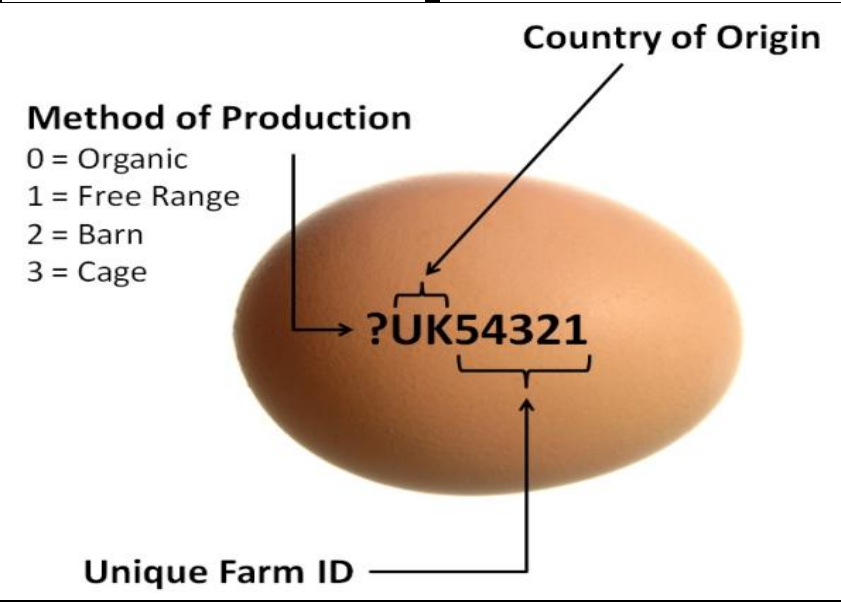 Country of Origin
Method of Production
0 = Organic
1 = Free Range
2 = Barn
3 = Cage
?UK54321
Unique Farm ID